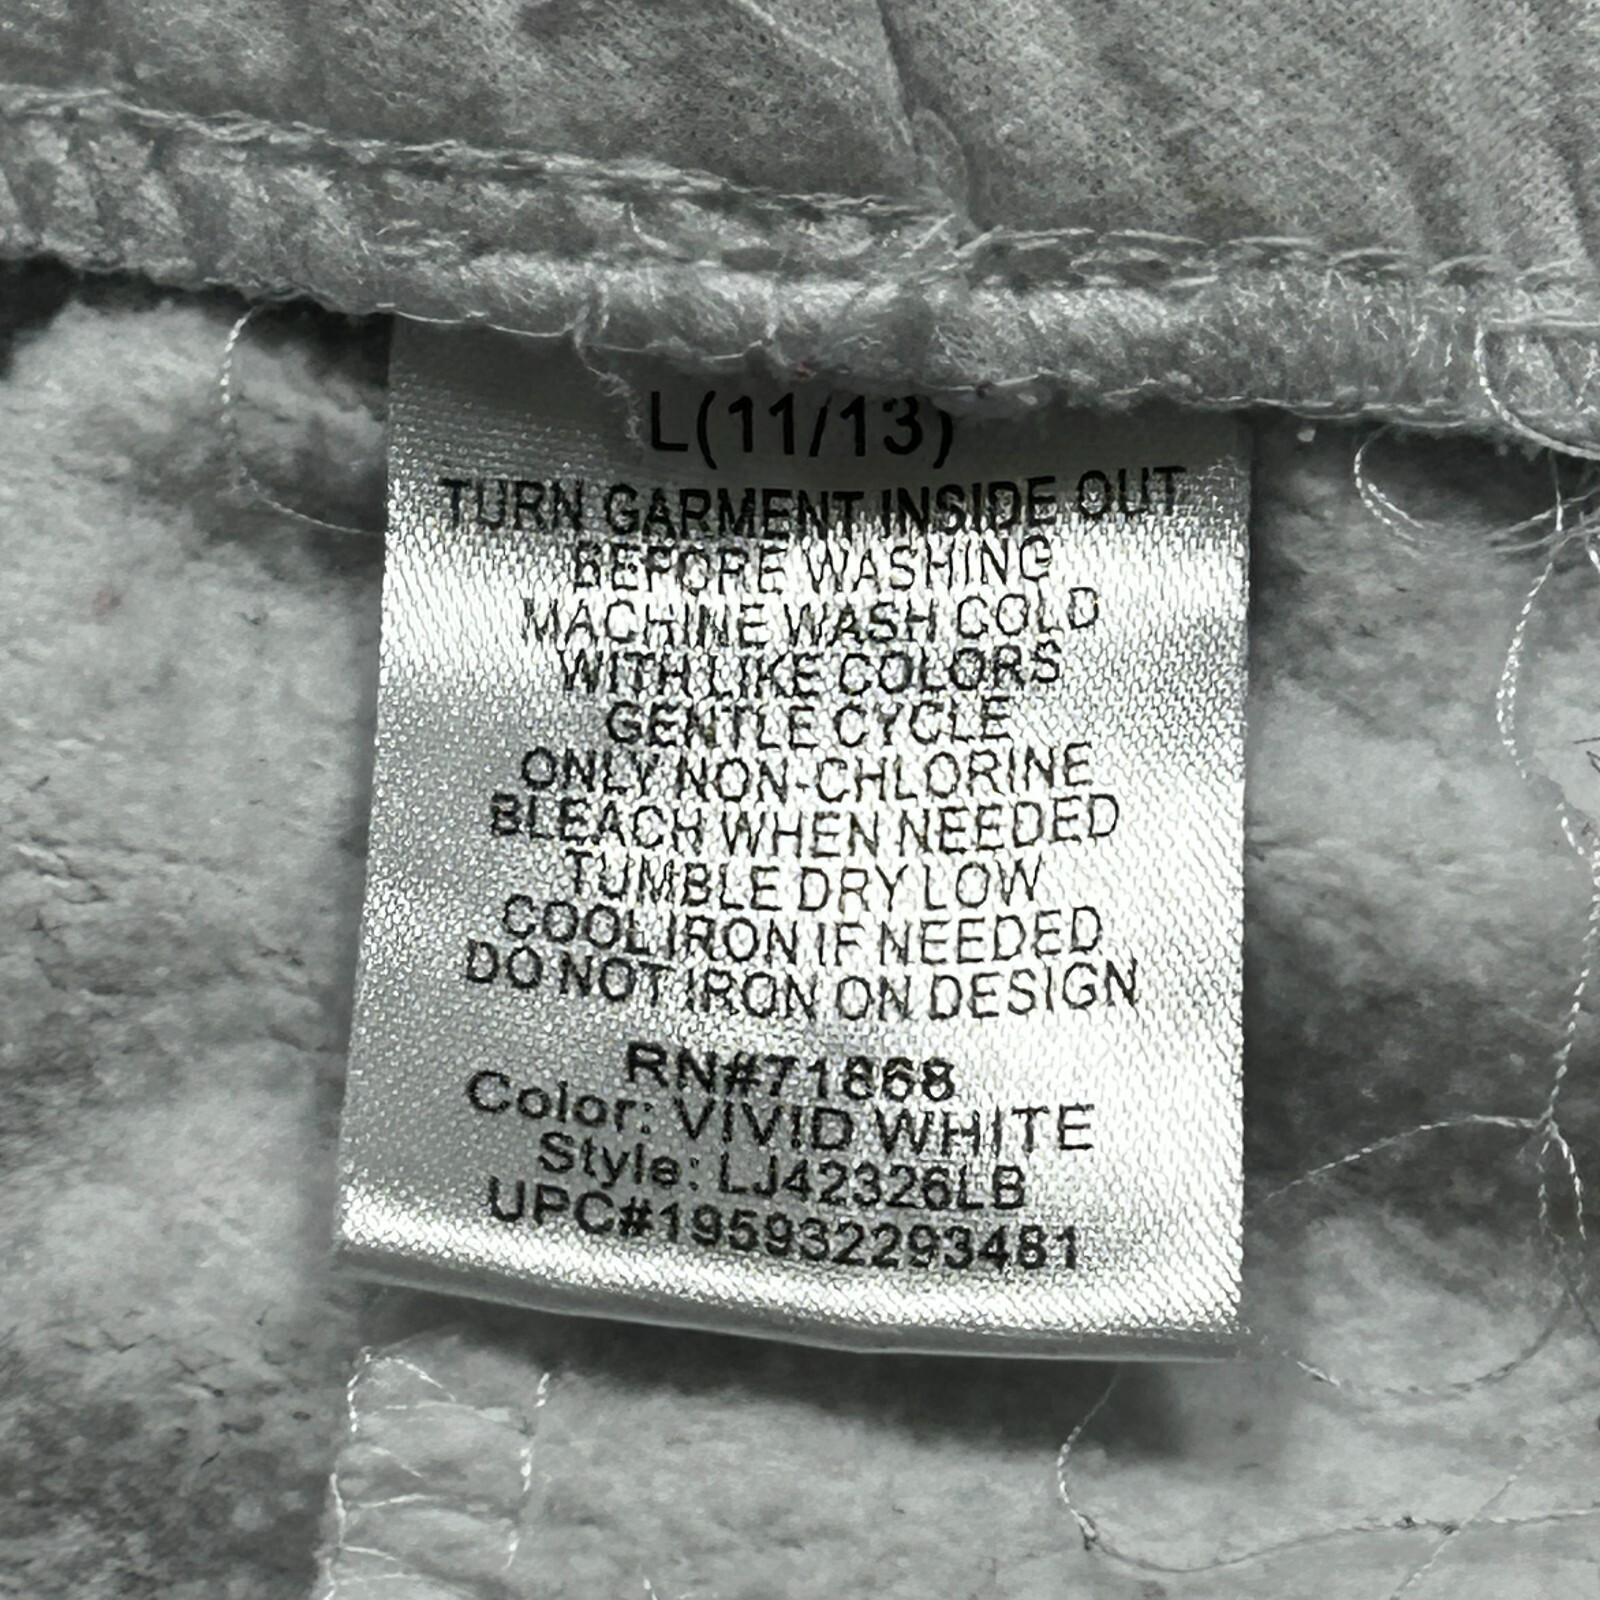 L(11/13)
TURN GARMENT INSIDE OUT
BEFORE WASHING
MACHINE WASH COLD
WITH LIKE COLORS
GENTLE CYCLE
ONLY NON-CHLORINE
BLEACH WHEN NEEDED
TUMBLE DRY LOW
COOL IRON IF NEEDED
DO NOT IRON ON DESIGN
RN#71868
Color: VIVID WHITE
Style: LJ42326LB
UPC#195932293481